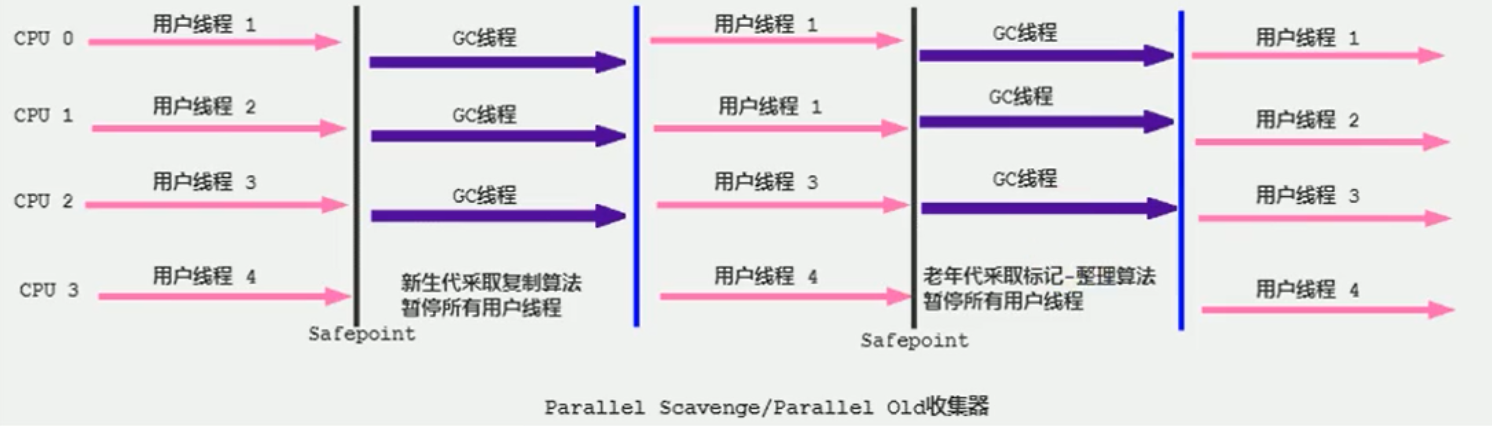 CPU 0
用户线程 1
GC线程
用户线程 1
GC线程
用户线程 1
CPU 1
用户线程 2
GC线程
用户线程 1
GC线程
用户线程 2
CPU 2
用户线程 3
GC线程
用户线程 3
GC线程
用户线程 3
CPU 3
用户线程 4
新生代采取复制算法
暂停所有用户线程
用户线程 4
老年代采取标记-整理算法
暂停所有用户线程
用户线程 4
Safepoint
Safepoint
Parallel Scavenge/Parallel Old收集器